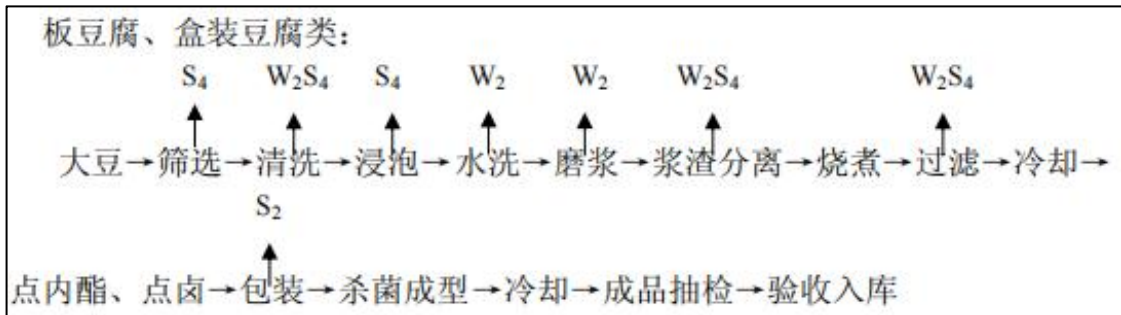 板豆腐、盒装豆腐类：
S₄ W₂S₄ S₄ W₂ W₂ W₂S₄ W₂S₄
大豆→筛选→清洗→浸泡→水洗→磨浆→浆渣分离→烧煮→过滤→冷却→
S₂
点内酯、点卤→包装→杀菌成型→冷却→成品抽检→验收入库